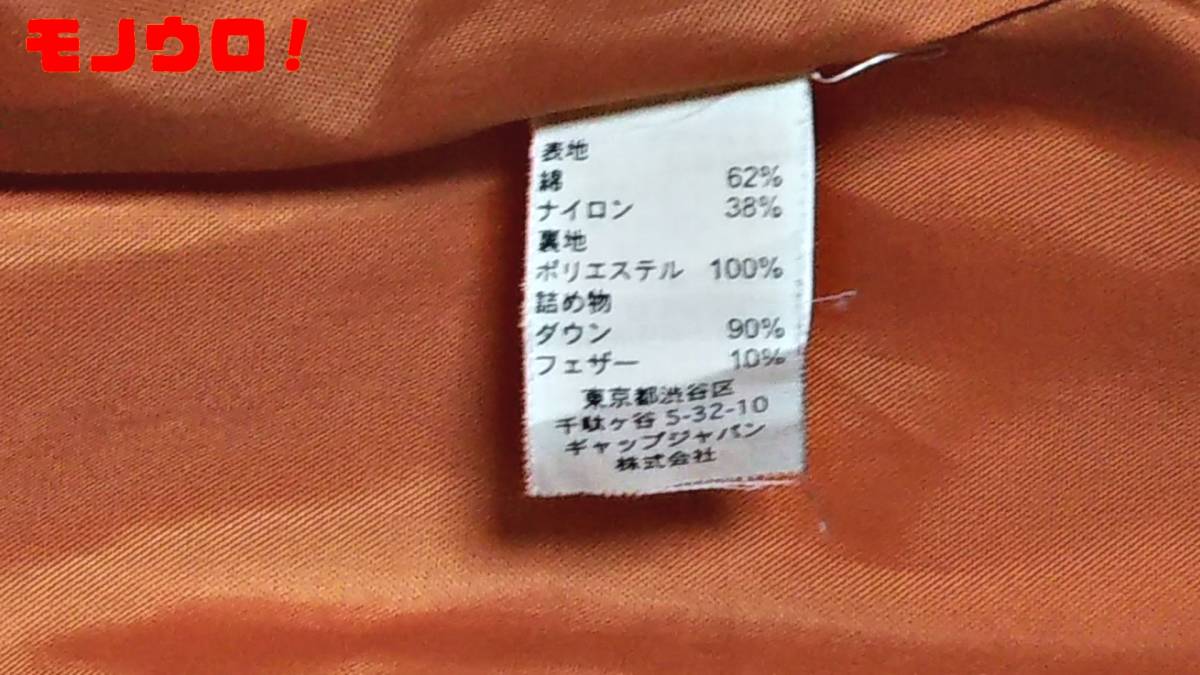 モノウロ!
表地
綿 62%
ナイロン 38%
裏地
ポリエステル 100%
詰め物
ダウン 90%
フェザー 10%
東京都渋谷区
千駄ヶ谷 5-32-10
ギャップジャパン
株式会社